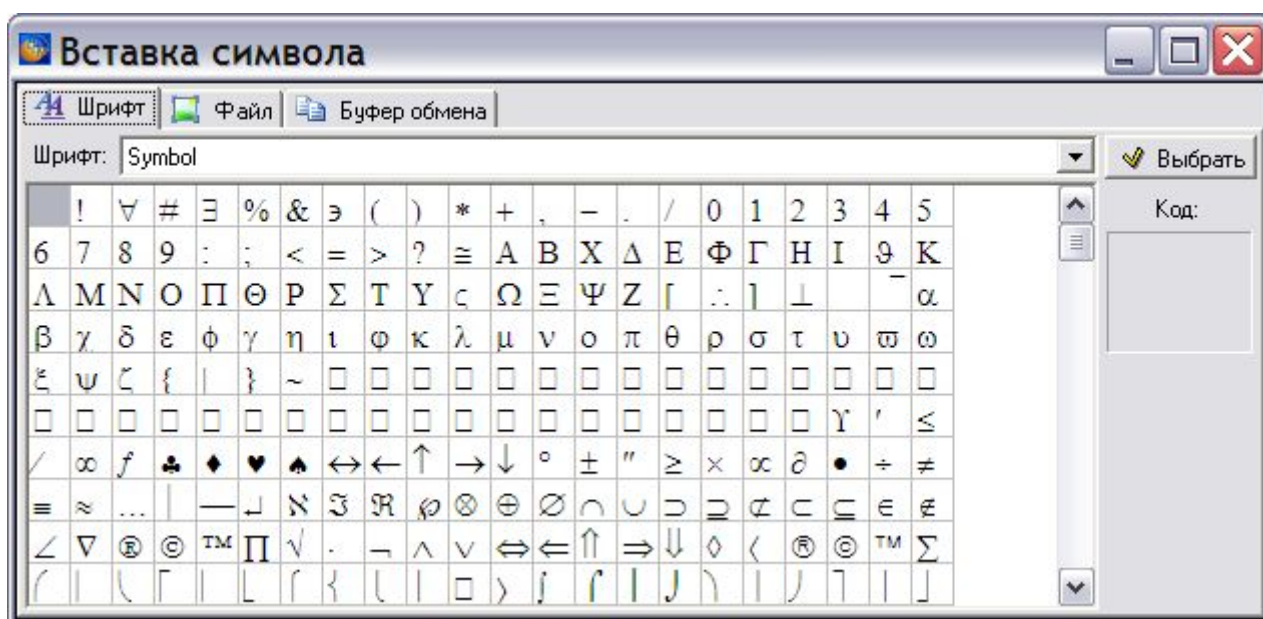 Вставка символа
Шрифт Файл Буфер обмена
Шрифт: Symbol Выбрать
Код:
! ∀ # ∃ % & ∍ ( ) ∗ + , − . / 0 1 2 3 4 5
6 7 8 9 : ; < = > ? ≅ Α Β Χ Δ Ε Φ Γ Η Ι ϑ Κ
Λ Μ Ν Ο Π Θ Ρ Σ Τ Υ ς Ω Ξ Ψ Ζ [ ∴ ] ⊥ _ ‾ α
β χ δ ε φ γ η ι ϕ κ λ μ ν ο π θ ρ σ τ υ ϖ ω
ξ ψ ζ { | } ~ □ □ □ □ □ □ □ □ □ □ □ □ □ □ □
□ □ □ □ □ □ □ □ □ □ □ □ □ □ □ □ □ □ □ ϒ ′ ≤
⁄ ∞ ƒ ♣ ♦ ♥ ♠ ↔ ← ↑ → ↓ ° ± ″ ≥ × ∝ ∂ • ÷ ≠
≡ ≈ … | — ↵ ℵ ℑ ℜ ℘ ⊗ ⊕ ∅ ∩ ∪ ⊃ ⊇ ⊄ ⊂ ⊆ ∈ ∉
∠ ∇ ® © ™ ∏ √ ⋅ ¬ ∧ ∨ ⇔ ⇐ ⇑ ⇒ ⇓ ◊ 〈 ® © ™ ∑
⎛ ⎜ ⎝ ⎡ ⎢ ⎣ ⎧ ⎨ ⎩ ⎪ □ 〉 ∫ ⌠ ⎮ ⌡ ⎞ ⎟ ⎠ ⎤ ⎥ ⎦